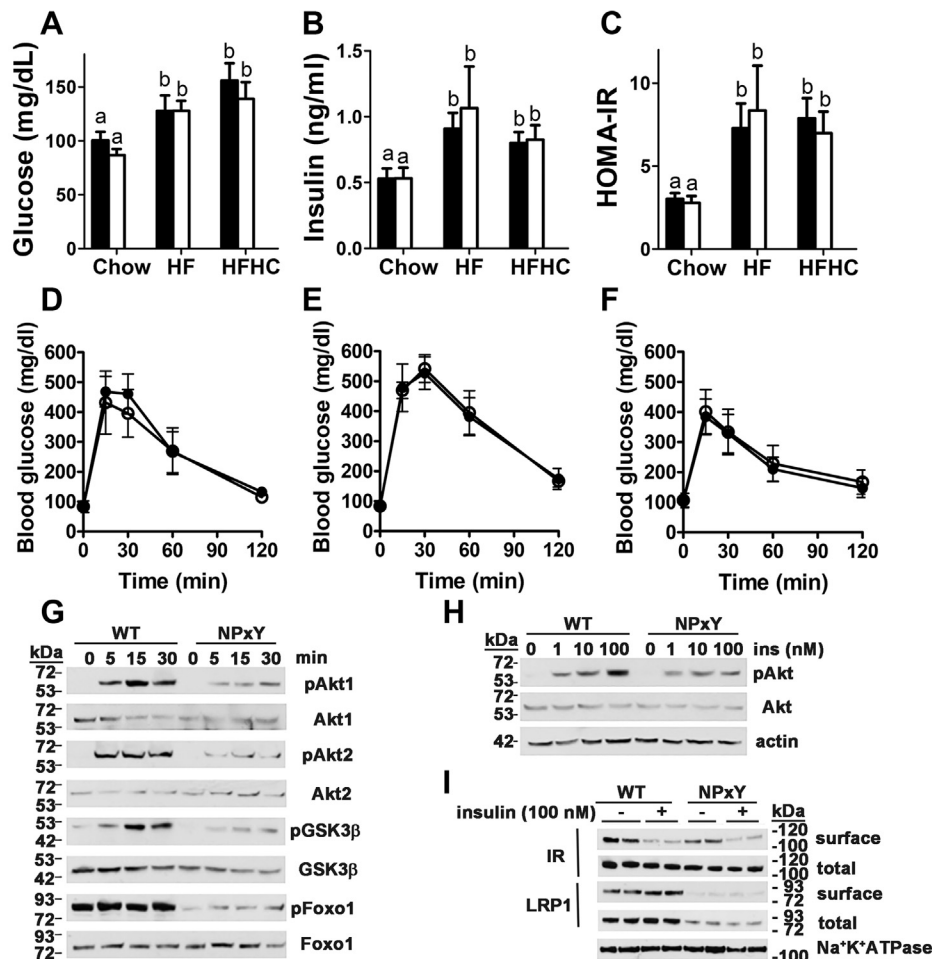 A
Glucose (mg/dL)
150
100
50
0
a
a
b
b
b
b
Chow HF HFHC
B
Insulin (ng/ml)
1.5
1.0
0.5
0.0
a a
b
b
b b
Chow HF HFHC
C
HOMA-IR
10
5
0
a a
b
b
b
b
Chow HF HFHC
D
Blood glucose (mg/dl)
600
500
400
300
200
100
0
0 30 60 90 120
Time (min)
E
Blood glucose (mg/dl)
600
500
400
300
200
100
0
0 30 60 90 120
Time (min)
F
Blood glucose (mg/dl)
600
500
400
300
200
100
0
0 30 60 90 120
Time (min)
G
WT NPxY
kDa 0 5 15 30 0 5 15 30 min
72-
53-
pAkt1
72-
53-
Akt1
72-
53-
pAkt2
72-
53-
Akt2
53-
42-
pGSK3β
53-
42-
GSK3β
93-
72-
pFoxo1
93-
72-
Foxo1
H
WT NPxY
kDa 0 1 10 100 0 1 10 100 ins (nM)
72-
53-
pAkt
72-
53-
Akt
42-
actin
I
WT NPxY
insulin (100 nM) - + - + kDa
IR
-120
-100
surface
-120
-100
total
LRP1
-93
-72
surface
-93
-72
total
-100
Na⁺K⁺ATPase